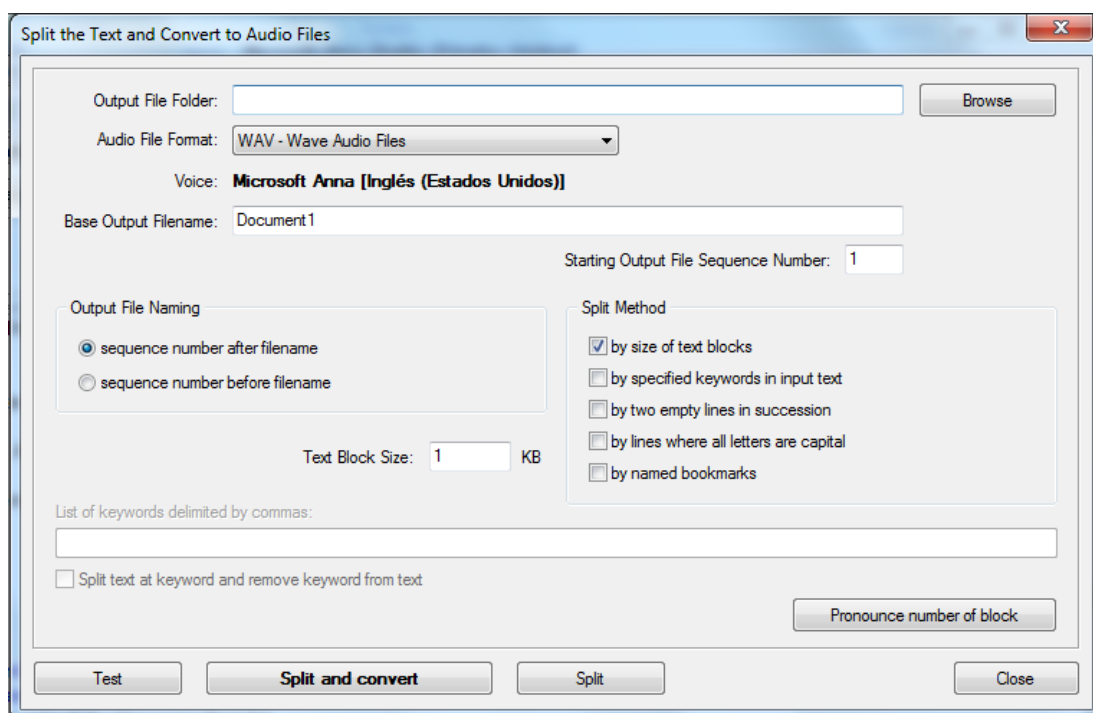 Split the Text and Convert to Audio Files
Output File Folder:
Browse
Audio File Format: WAV - Wave Audio Files
Voice: Microsoft Anna [Inglés (Estados Unidos)]
Base Output Filename: Document1
Starting Output File Sequence Number: 1
Output File Naming
sequence number after filename
sequence number before filename
Split Method
by size of text blocks
by specified keywords in input text
by two empty lines in succession
by lines where all letters are capital
by named bookmarks
Text Block Size: 1 KB
List of keywords delimited by commas:
Split text at keyword and remove keyword from text
Pronounce number of block
Test
Split and convert
Split
Close